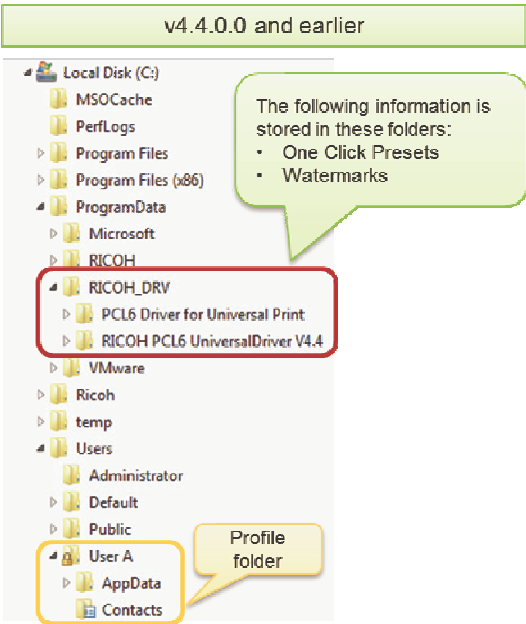 v4.4.0.0 and earlier
Local Disk (C:)
MSOCache
PerfLogs
Program Files
Program Files (x86)
ProgramData
Microsoft
RICOH
RICOH_DRV
PCL6 Driver for Universal Print
RICOH PCL6 UniversalDriver V4.4
VMware
Ricoh
temp
Users
Administrator
Default
Public
User A
AppData
Contacts
The following information is
stored in these folders:
• One Click Presets
• Watermarks
Profile
folder